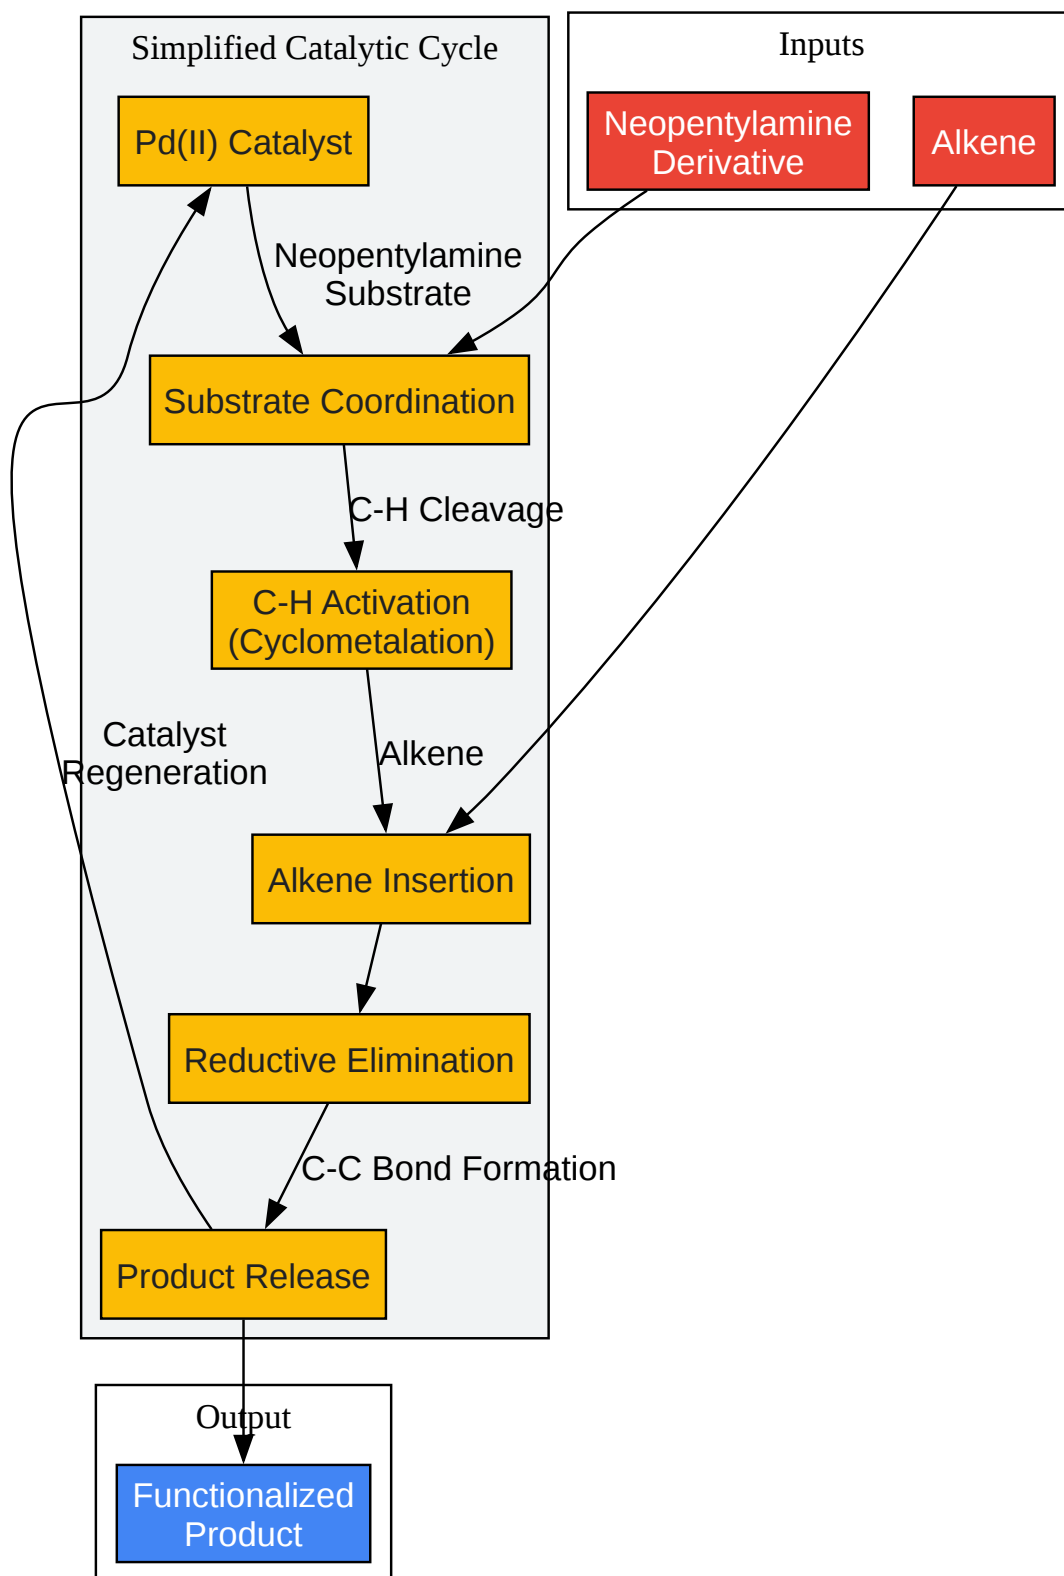 Simplified Catalytic Cycle
Inputs
Pd(II) Catalyst
Neopentylamine
Derivative
Alkene
Neopentylamine
Substrate
Substrate Coordination
C-H Cleavage
C-H Activation
(Cyclometalation)
Catalyst
Regeneration
Alkene
Alkene Insertion
Reductive Elimination
C-C Bond Formation
Product Release
Output
Functionalized
Product